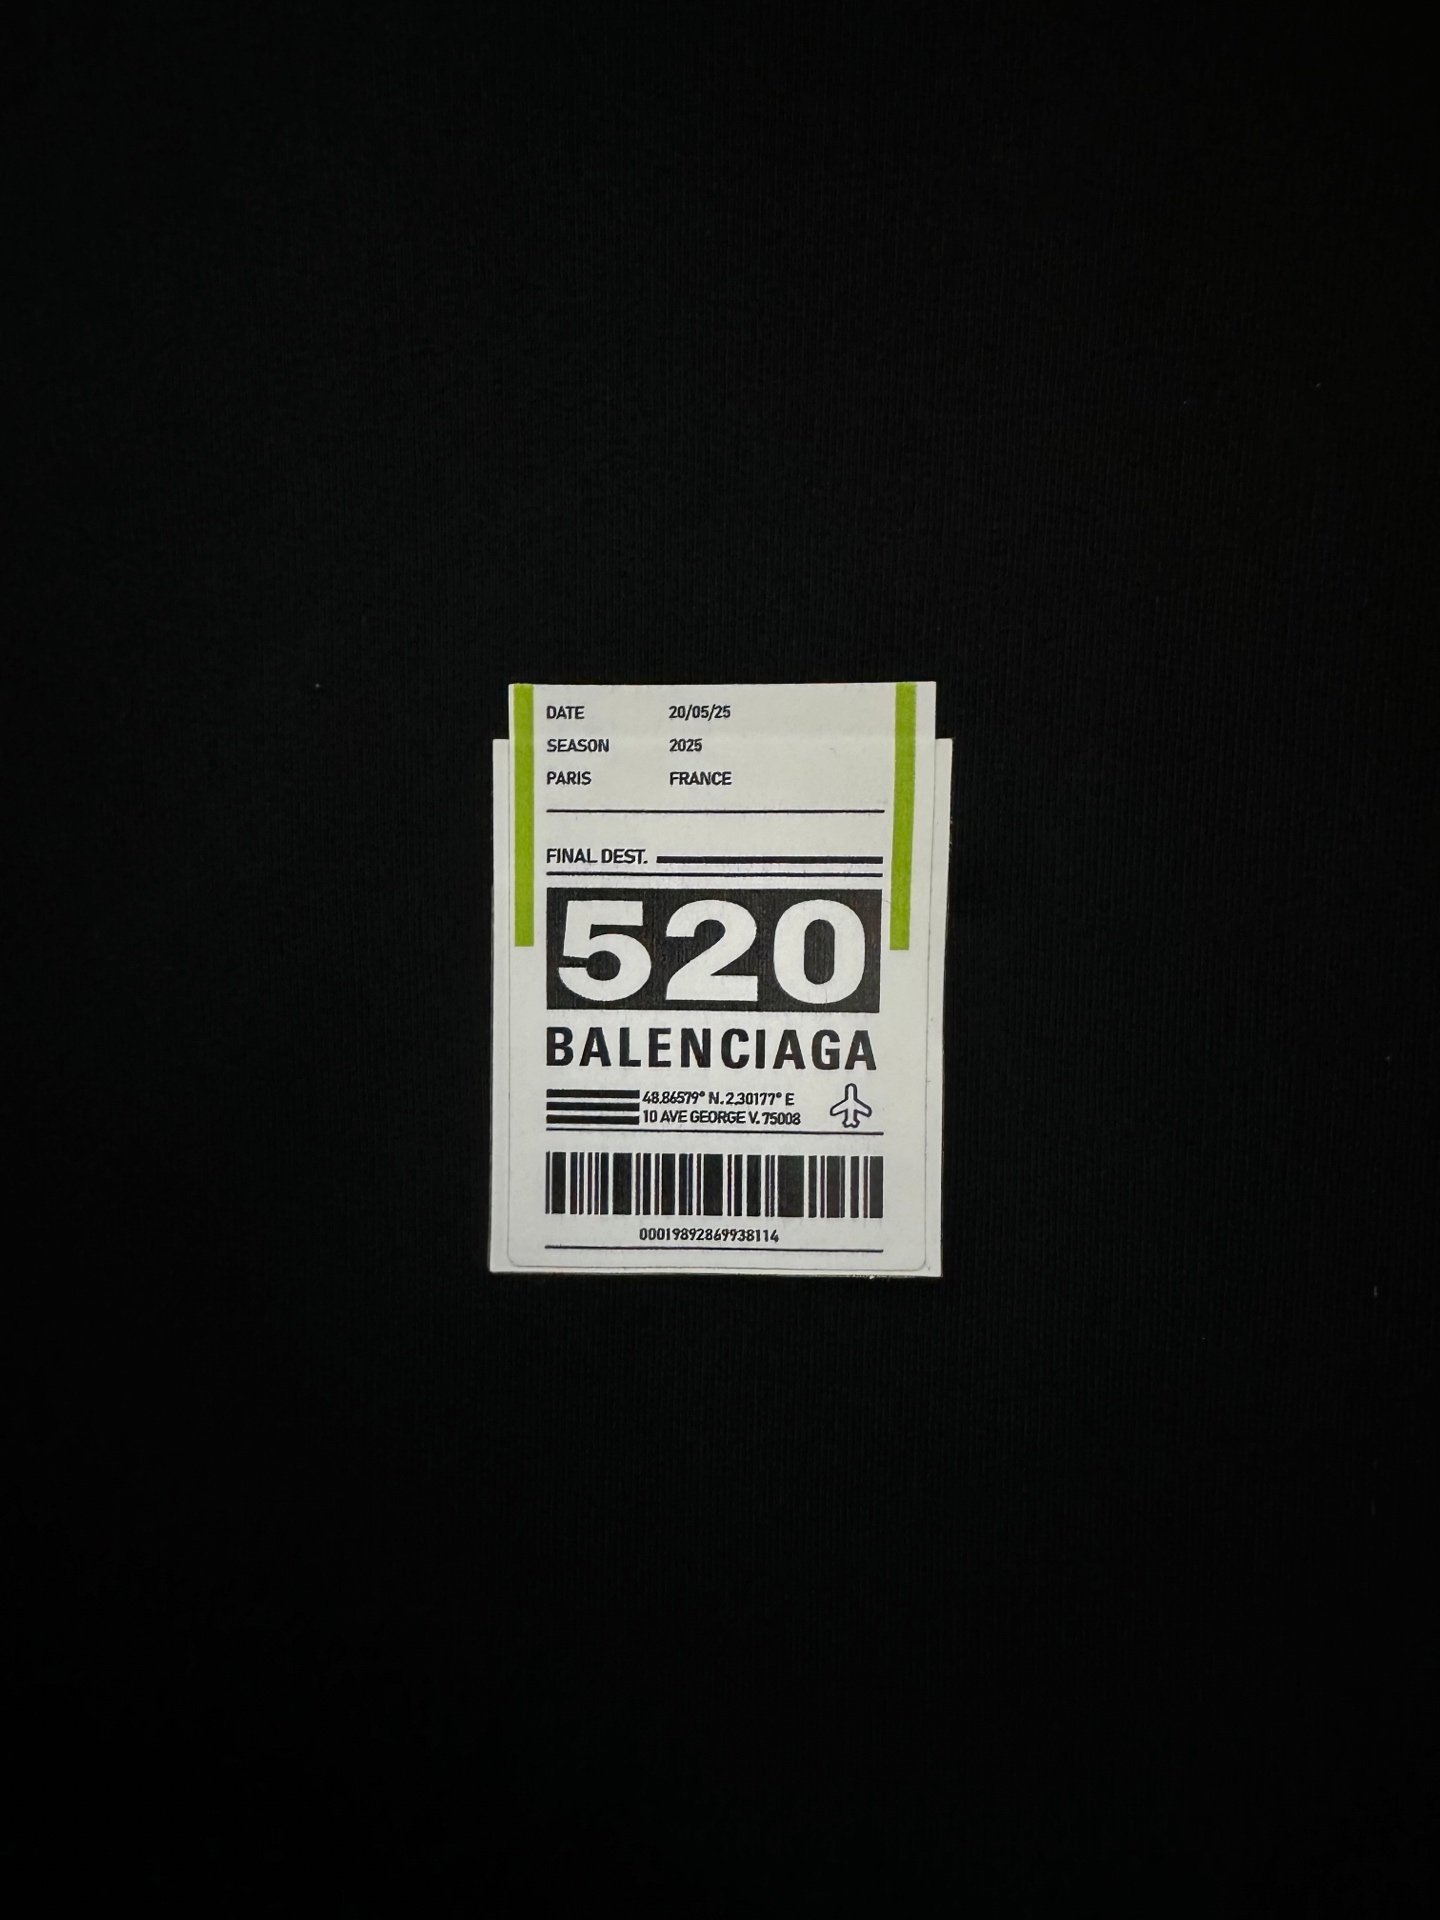 DATE 20/05/25
SEASON 2025
PARIS FRANCE
FINAL DEST.
520
BALENCIAGA
48.86579° N. 2.30177° E
10 AVE GEORGE V. 75008
00019892869938114